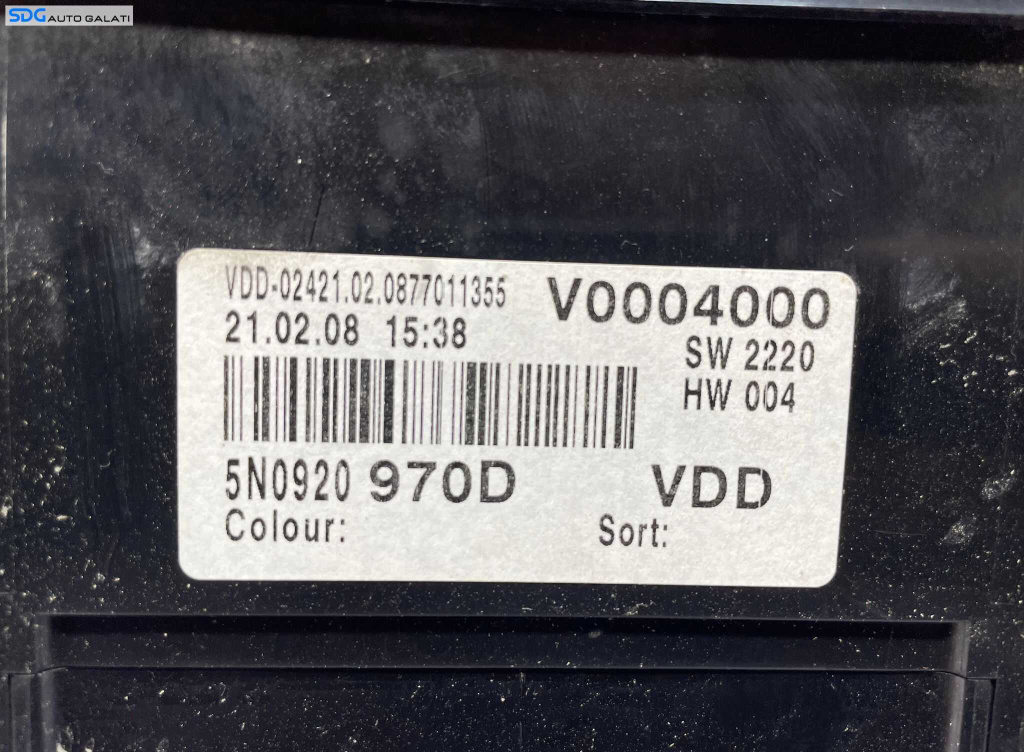 SDG AUTO GALATI
VDD-02421.02.0877011355
V0004000
21.02.08 15:38
SW 2220
HW 004
5N0920 970D
VDD
Colour:
Sort: